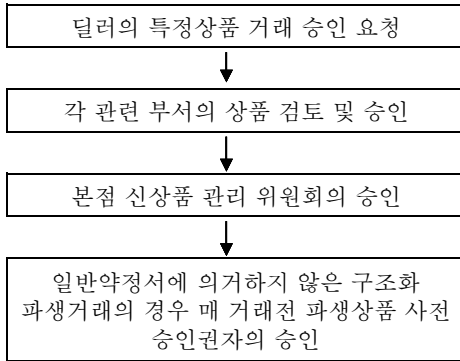 딜러의 특정상품 거래 승인 요청
각 관련 부서의 상품 검토 및 승인
본점 신상품 관리 위원회의 승인
일반약정서에 의거하지 않은 구조화
파생거래의 경우 매 거래전 파생상품 사전
승인권자의 승인